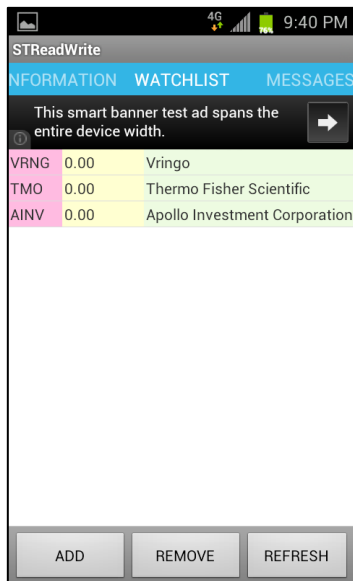 4G 76% 9:40 PM
STReadWrite
NFORMATION WATCHLIST MESSAGES
This smart banner test ad spans the
entire device width.
VRNG 0.00 Vringo
TMO 0.00 Thermo Fisher Scientific
AINV 0.00 Apollo Investment Corporation
ADD REMOVE REFRESH